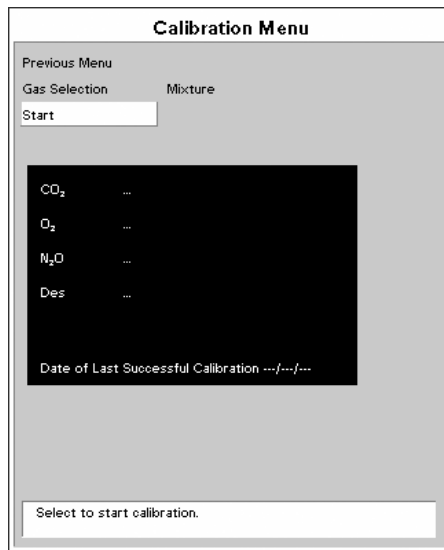 Calibration Menu
Previous Menu
Gas Selection Mixture
Start
CO₂ ...
O₂ ...
N₂O ...
Des ...
Date of Last Successful Calibration ---/---/---
Select to start calibration.